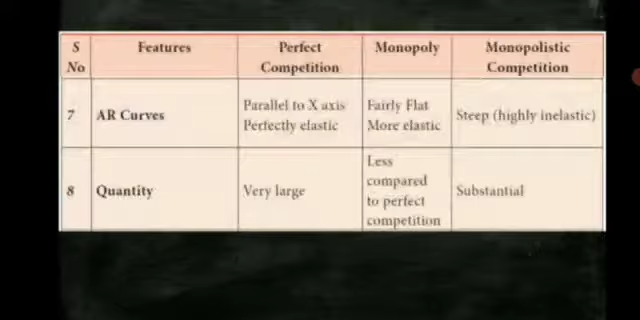 S No Features Perfect Competition Monopoly Monopolistic Competition
7 AR Curves Parallel to X axis Perfectly elastic Fairly Flat More elastic Steep (highly inelastic)
8 Quantity Very large Less compared to perfect competition Substantial